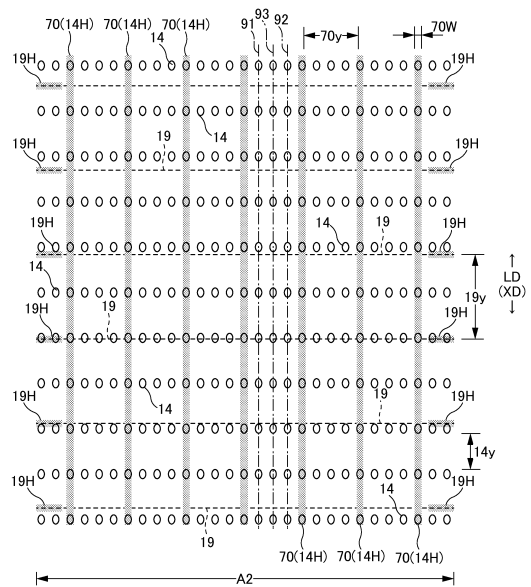 70(14H) 70(14H) 70(14H) 91 93 92 70y 70W
14
19H 19H
14
19
19H 19H
19H 14 19 19H
14
LD
(XD)
19y
19H 19 19H
14 19
19H 19H
14y
19H 19H
19 14
70(14H) 70(14H) 70(14H)
A2